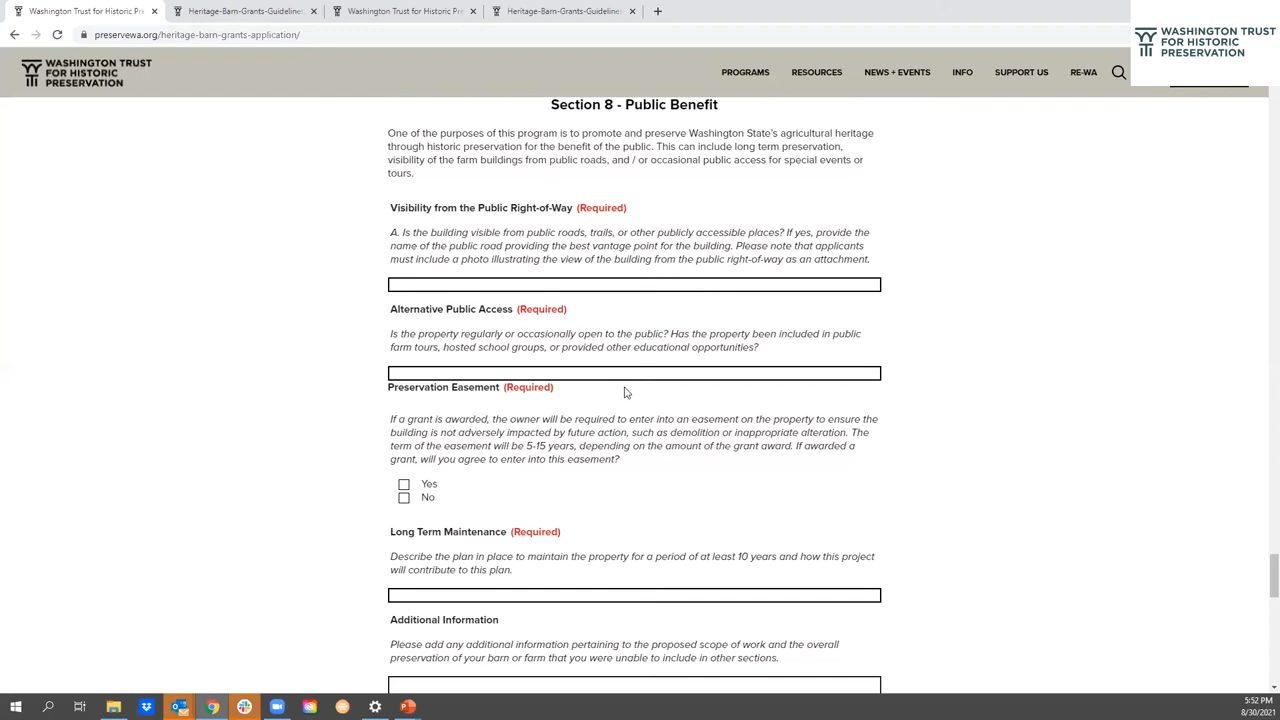 Washington Trust for Historic Pre
Heritage-Barn-Grants-Guidelines
Washington Trust for Historic Pres
Heritage-Barn-Grants-Guidelines
preservewa.org/heritage-barn-grants-application/
WASHINGTON TRUST
FOR HISTORIC
PRESERVATION
WASHINGTON TRUST
FOR HISTORIC
PRESERVATION
PROGRAMS RESOURCES NEWS + EVENTS INFO SUPPORT US RE-WA
Section 8 - Public Benefit
One of the purposes of this program is to promote and preserve Washington State's agricultural heritage
through historic preservation for the benefit of the public. This can include long term preservation,
visibility of the farm buildings from public roads, and / or occasional public access for special events or
tours.
Visibility from the Public Right-of-Way (Required)
A. Is the building visible from public roads, trails, or other publicly accessible places? If yes, provide the
name of the public road providing the best vantage point for the building. Please note that applicants
must include a photo illustrating the view of the building from the public right-of-way as an attachment.
Alternative Public Access (Required)
Is the property regularly or occasionally open to the public? Has the property been included in public
farm tours, hosted school groups, or provided other educational opportunities?
Preservation Easement (Required)
If a grant is awarded, the owner will be required to enter into an easement on the property to ensure the
building is not adversely impacted by future action, such as demolition or inappropriate alteration. The
term of the easement will be 5-15 years, depending on the amount of the grant award. If awarded a
grant, will you agree to enter into this easement?
Yes
No
Long Term Maintenance (Required)
Describe the plan in place to maintain the property for a period of at least 10 years and how this project
will contribute to this plan.
Additional Information
Please add any additional information pertaining to the proposed scope of work and the overall
preservation of your barn or farm that you were unable to include in other sections.
5:52 PM
8/30/2021